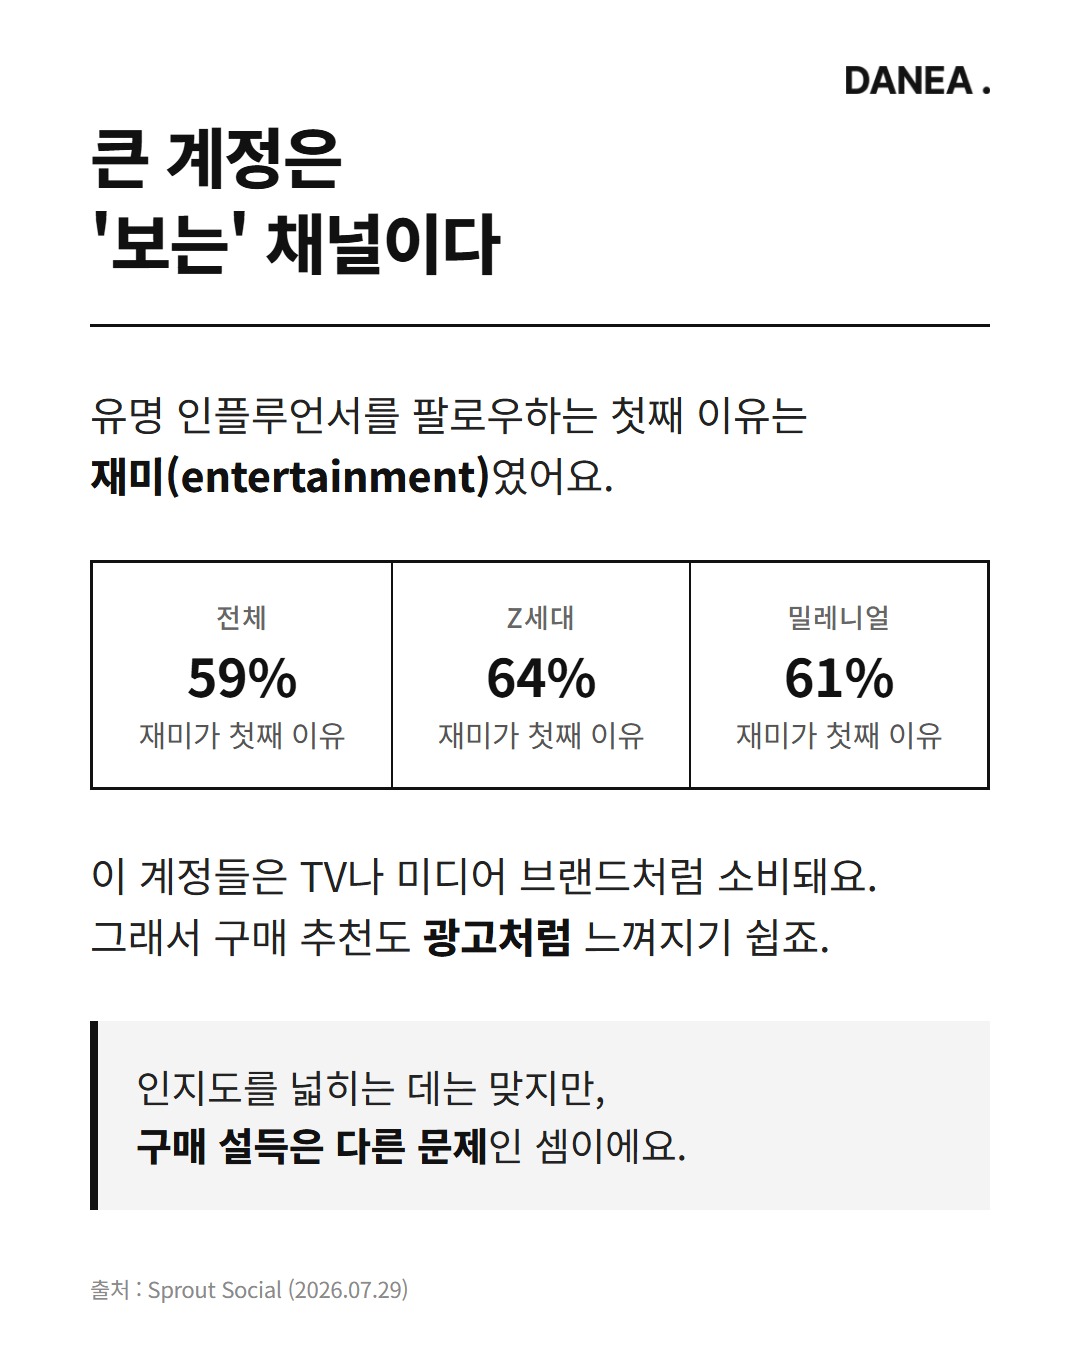 DANEA .
큰 계정은
'보는' 채널이다
유명 인플루언서를 팔로우하는 첫째 이유는
재미(entertainment)였어요.
전체
59%
재미가 첫째 이유
Z세대
64%
재미가 첫째 이유
밀레니얼
61%
재미가 첫째 이유
이 계정들은 TV나 미디어 브랜드처럼 소비돼요.
그래서 구매 추천도 광고처럼 느껴지기 쉽죠.
인지도를 넓히는 데는 맞지만,
구매 설득은 다른 문제인 셈이에요.
출처 : Sprout Social (2026.07.29)